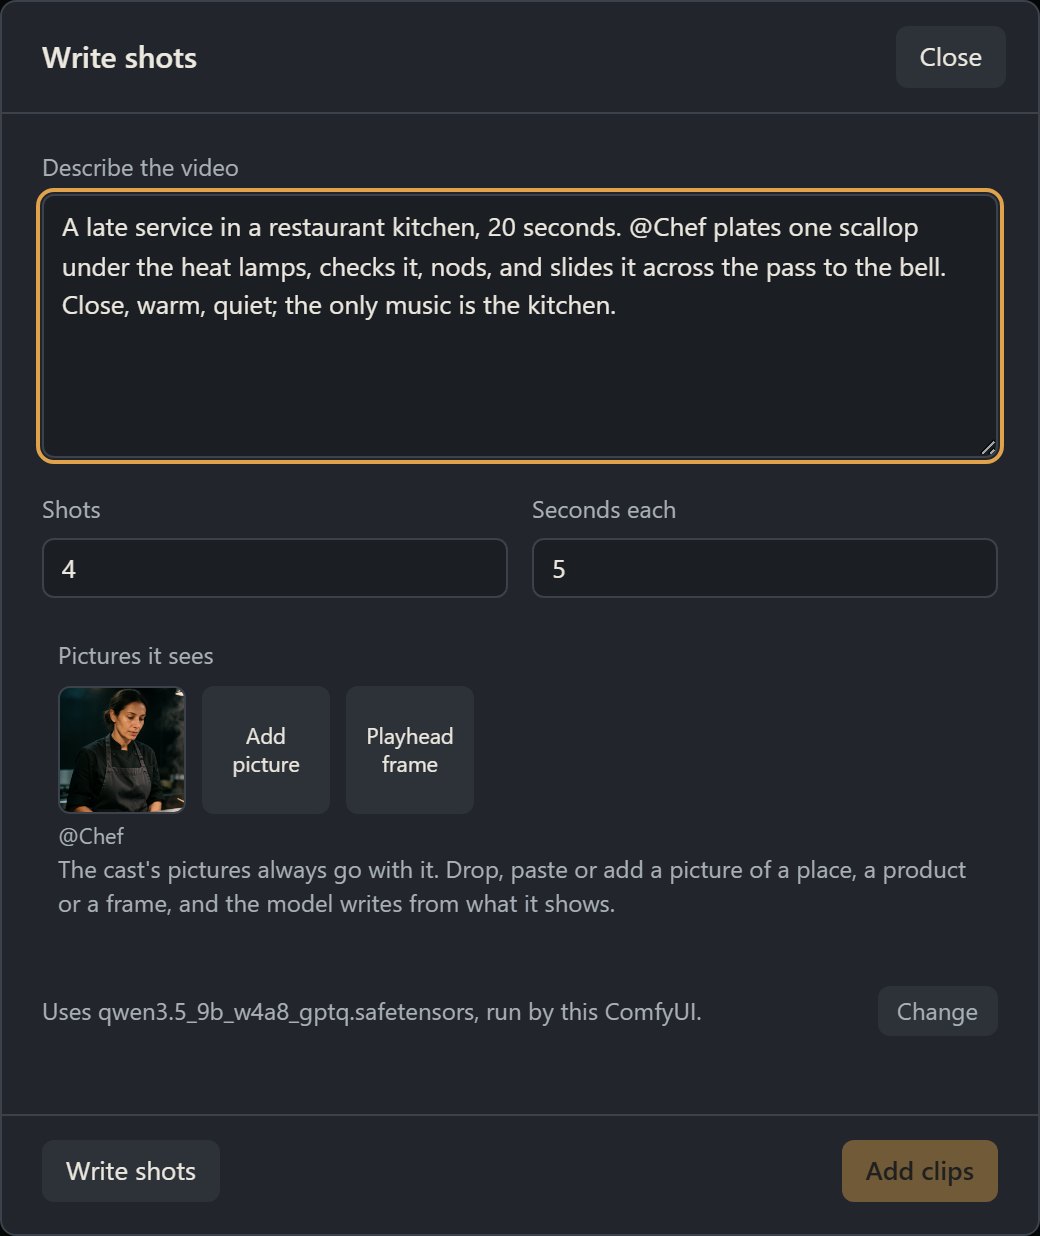 Write shots
Close
Describe the video
A late service in a restaurant kitchen, 20 seconds. @Chef plates one scallop
under the heat lamps, checks it, nods, and slides it across the pass to the bell.
Close, warm, quiet; the only music is the kitchen.
Shots
Seconds each
4
5
Pictures it sees
Add
picture
Playhead
frame
@Chef
The cast's pictures always go with it. Drop, paste or add a picture of a place, a product
or a frame, and the model writes from what it shows.
Uses qwen3.5_9b_w4a8_gptq.safetensors, run by this ComfyUI.
Change
Write shots
Add clips